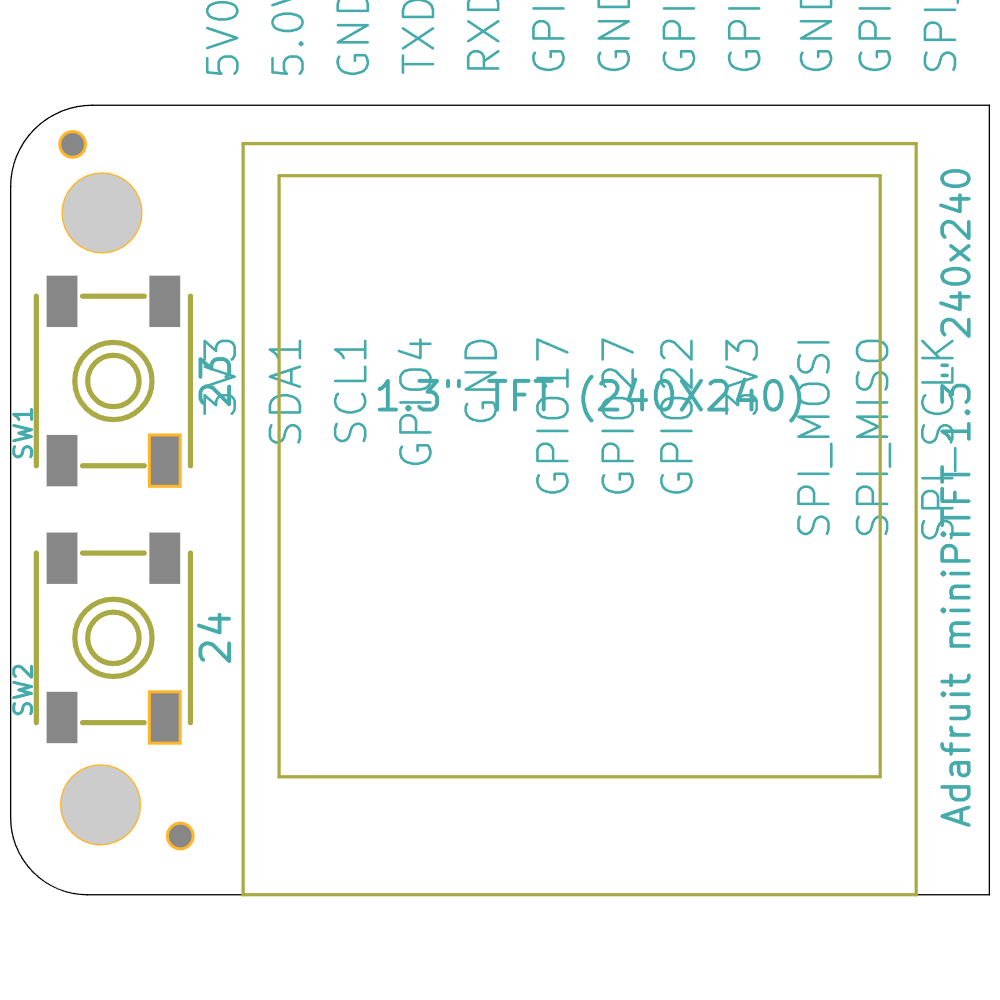 5V0
5.0V
GND
TXD
RXD
GPI
GND
GPI
GPI
GND
GPI
SPI_
23
3V3
SDA1
SCL1
GPIO4
GND
GPIO17
GPIO27
GPIO22
3V3
SPI_MOSI
SPI_MISO
SPI_SCLK
1.3" TFT (240X240)
Adafruit miniPiTFT 1.3" 240x240
SW1
24
SW2